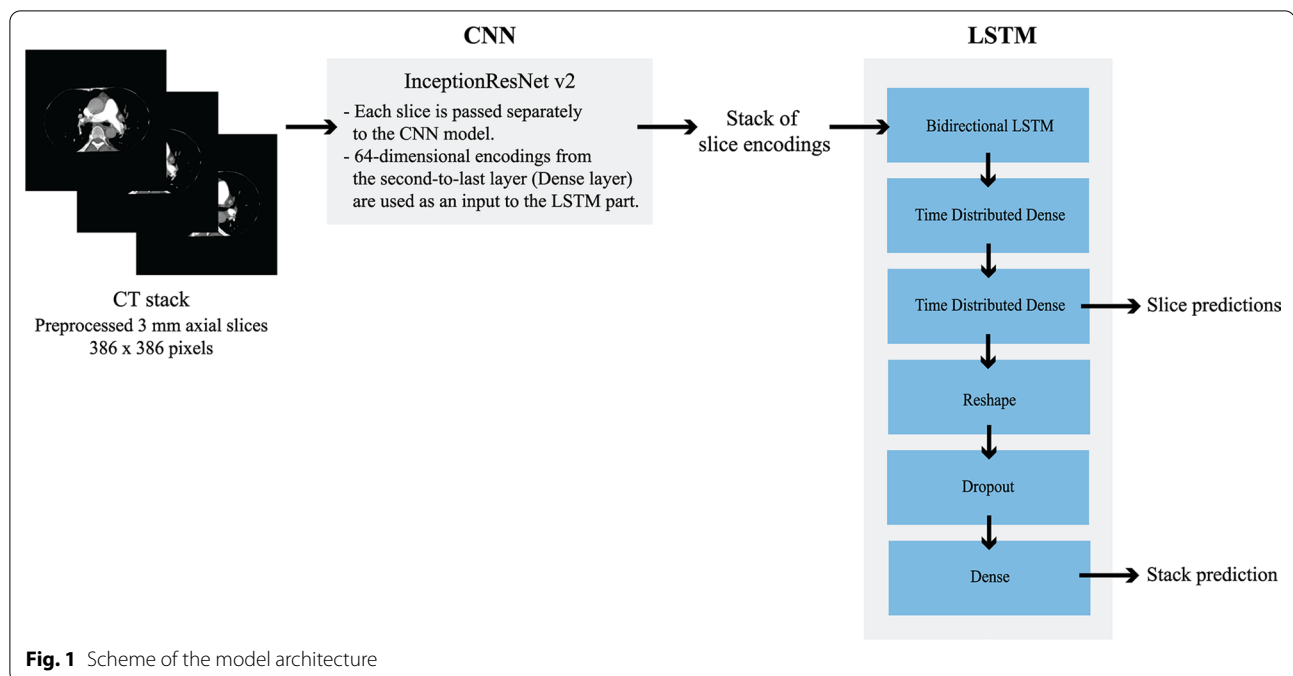 CT stack
Preprocessed 3 mm axial slices
386 x 386 pixels
CNN
InceptionResNet v2
- Each slice is passed separately
to the CNN model.
- 64-dimensional encodings from
the second-to-last layer (Dense layer)
are used as an input to the LSTM part.
Stack of
slice encodings
LSTM
Bidirectional LSTM
Time Distributed Dense
Time Distributed Dense
Slice predictions
Reshape
Dropout
Dense
Stack prediction
Fig. 1 Scheme of the model architecture